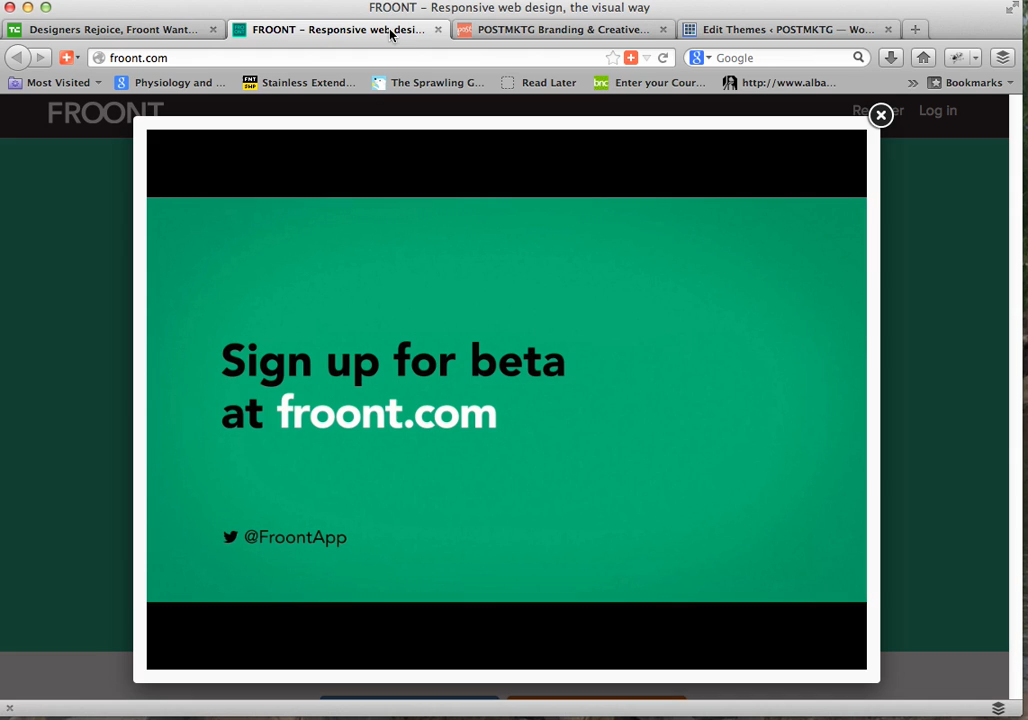 FROONT – Responsive web design, the visual way
Designers Rejoice, Froont Want...
FROONT – Responsive web desi...
POSTMKTG Branding & Creative...
Edit Themes ‹ POSTMKTG — Wo...
froont.com
Google
Most Visited
Physiology and ...
Stainless Extend...
The Sprawling G...
Read Later
Enter your Cour...
http://www.alba...
Bookmarks
FROONT
Log in
Sign up for beta
at froont.com
@FroontApp